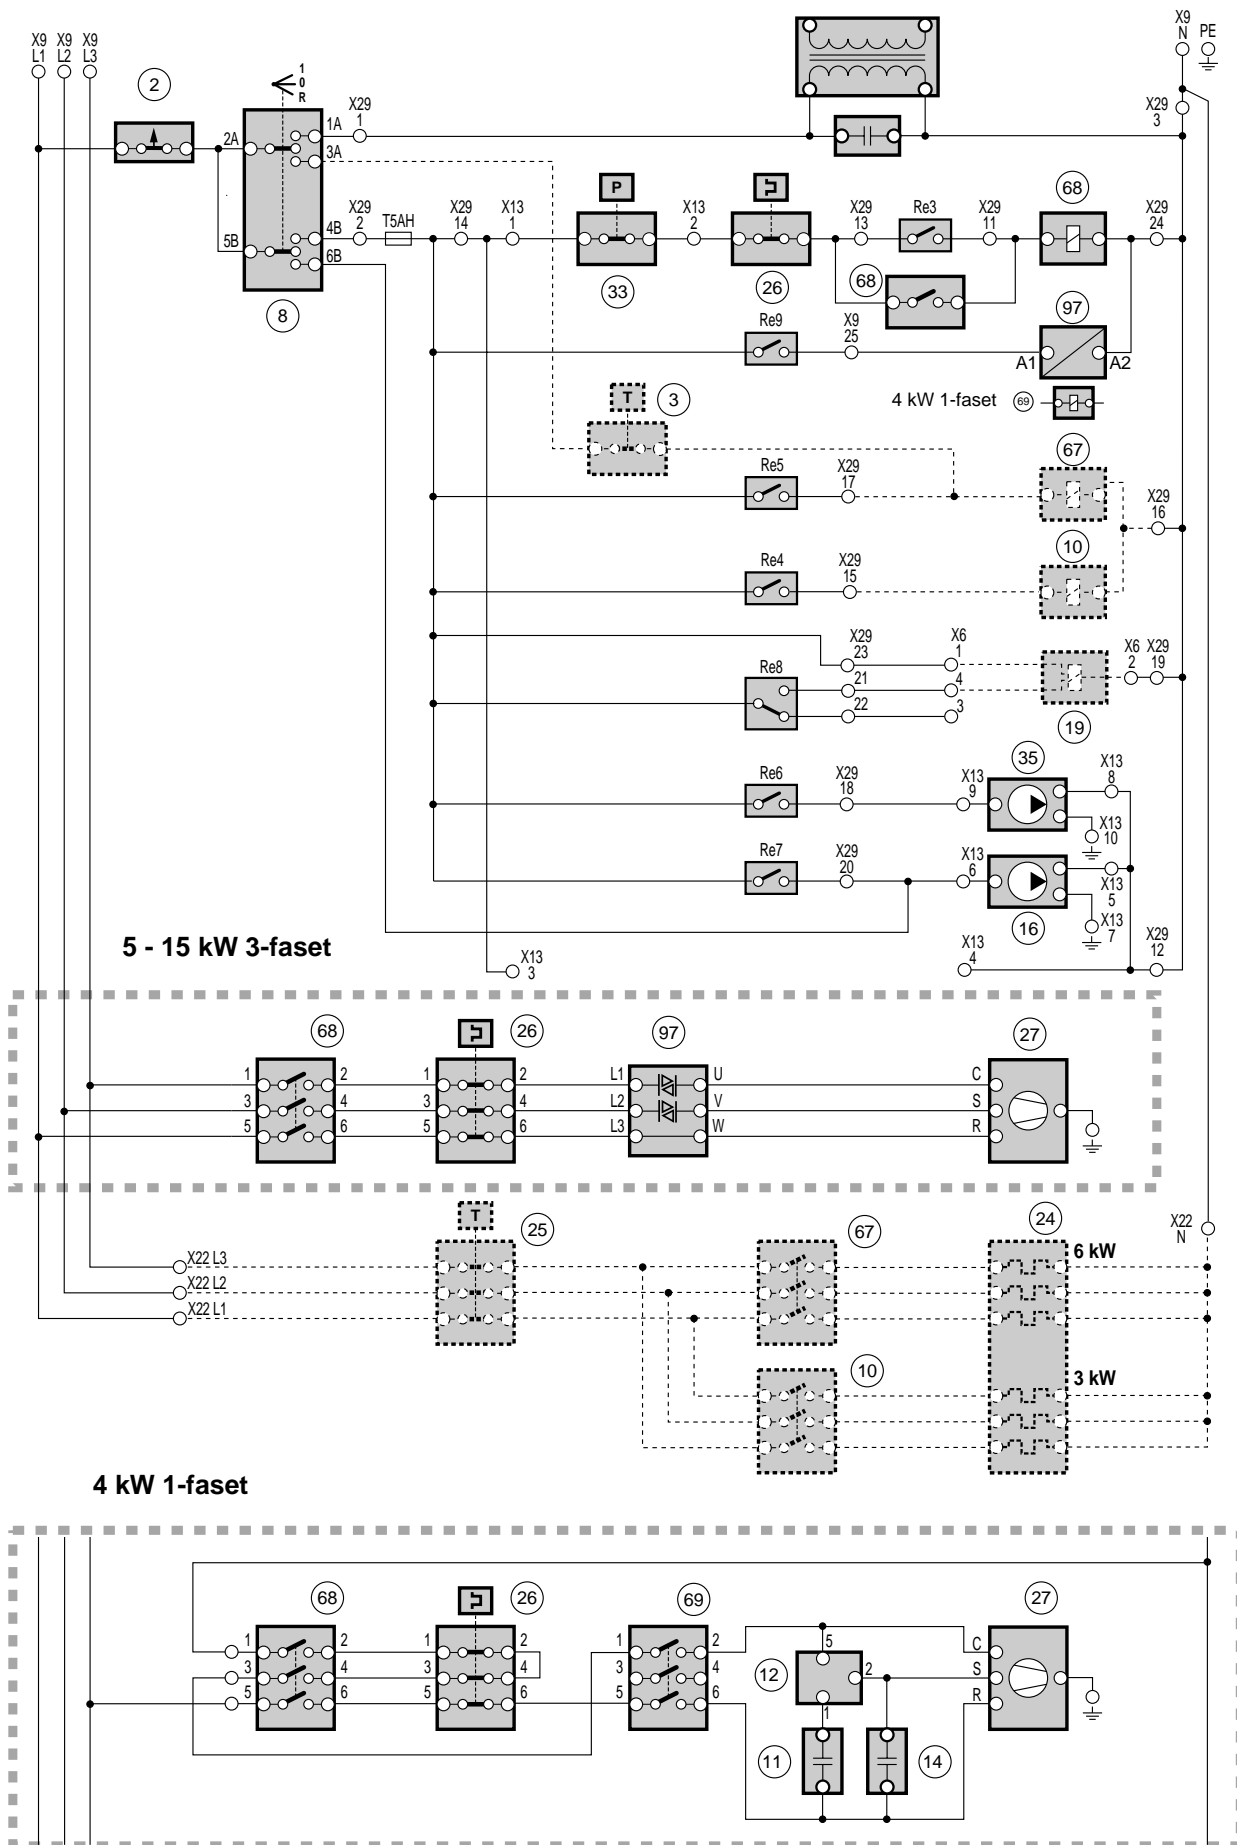 X9 X9 X9
L1 L2 L3
2
1
0
R
X29
1
X9
N
PE
X29
3
2A
1A
3A
5B
4B
6B
8
X29
2
T5AH
X29
14
X13
1
P
33
X13
2
26
X29
13
Re3
X29
11
68
X29
24
68
Re9
X9
25
97
A1
A2
4 kW 1-faset
69
T
3
Re5
X29
17
67
X29
16
Re4
X29
15
10
X29
23
X6
1
Re8
21
4
22
3
X6
2
X29
19
19
Re6
X29
18
X13
9
35
X13
8
X13
10
Re7
X29
20
X13
6
16
X13
5
X13
7
5 - 15 kW 3-faset
X13
3
X13
4
X29
12
68
26
97
27
1 2 1 2 L1 U C
3 4 3 4 L2 V S
5 6 5 6 L3 W R
T
25
67
24
X22
N
X22 L3
6 kW
X22 L2
X22 L1
10
3 kW
4 kW 1-faset
68
26
69
27
1 2 1 2 1 2 5 C
3 4 3 4 3 4 12 2 S
5 6 5 6 5 6 1 R
11
14